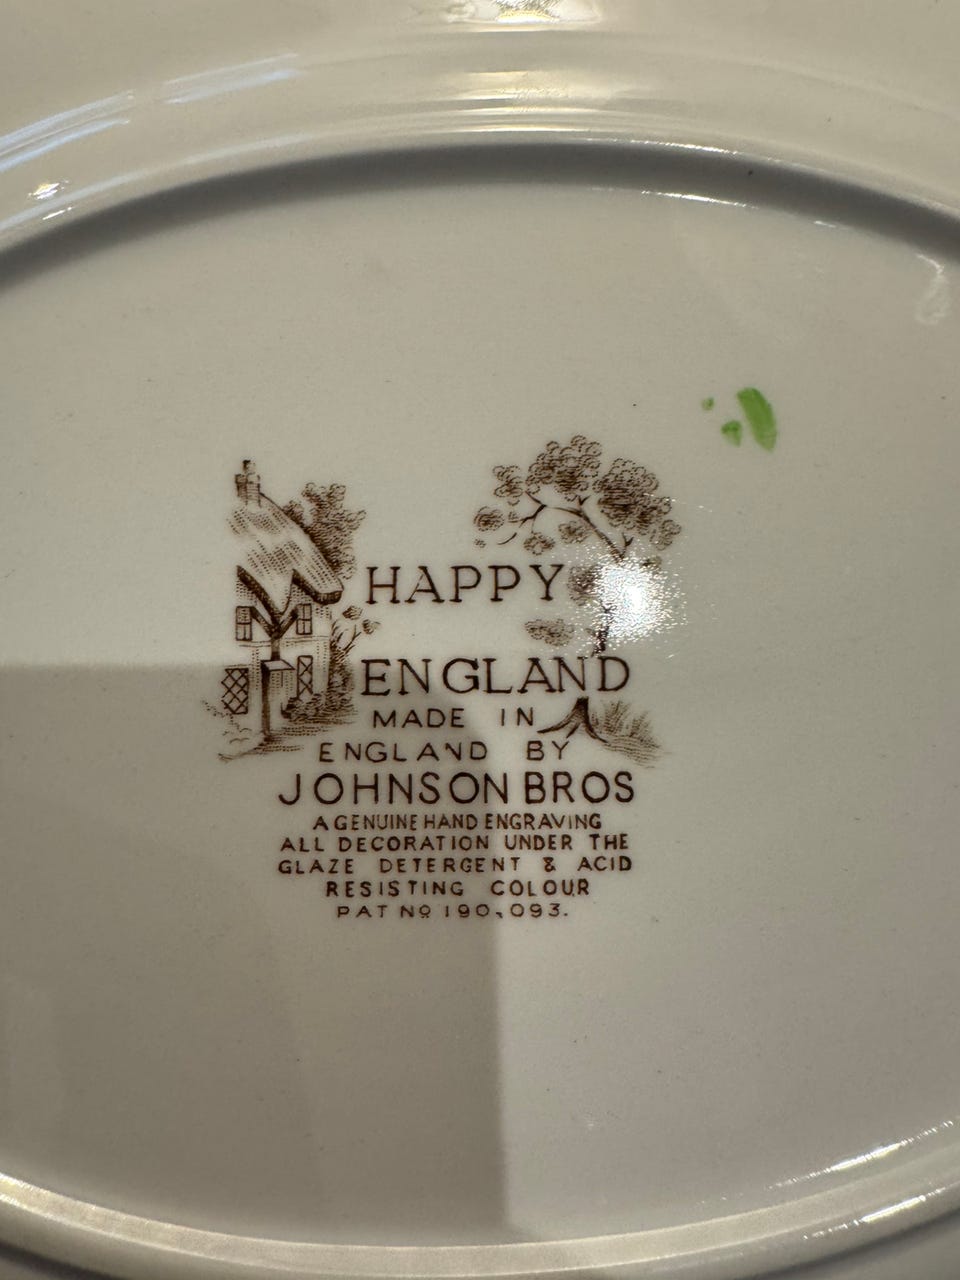 HAPPY
ENGLAND
MADE IN
ENGLAND BY
JOHNSON BROS
A GENUINE HAND ENGRAVING
ALL DECORATION UNDER THE
GLAZE DETERGENT & ACID
RESISTING COLOUR
PAT Nº 190,093.